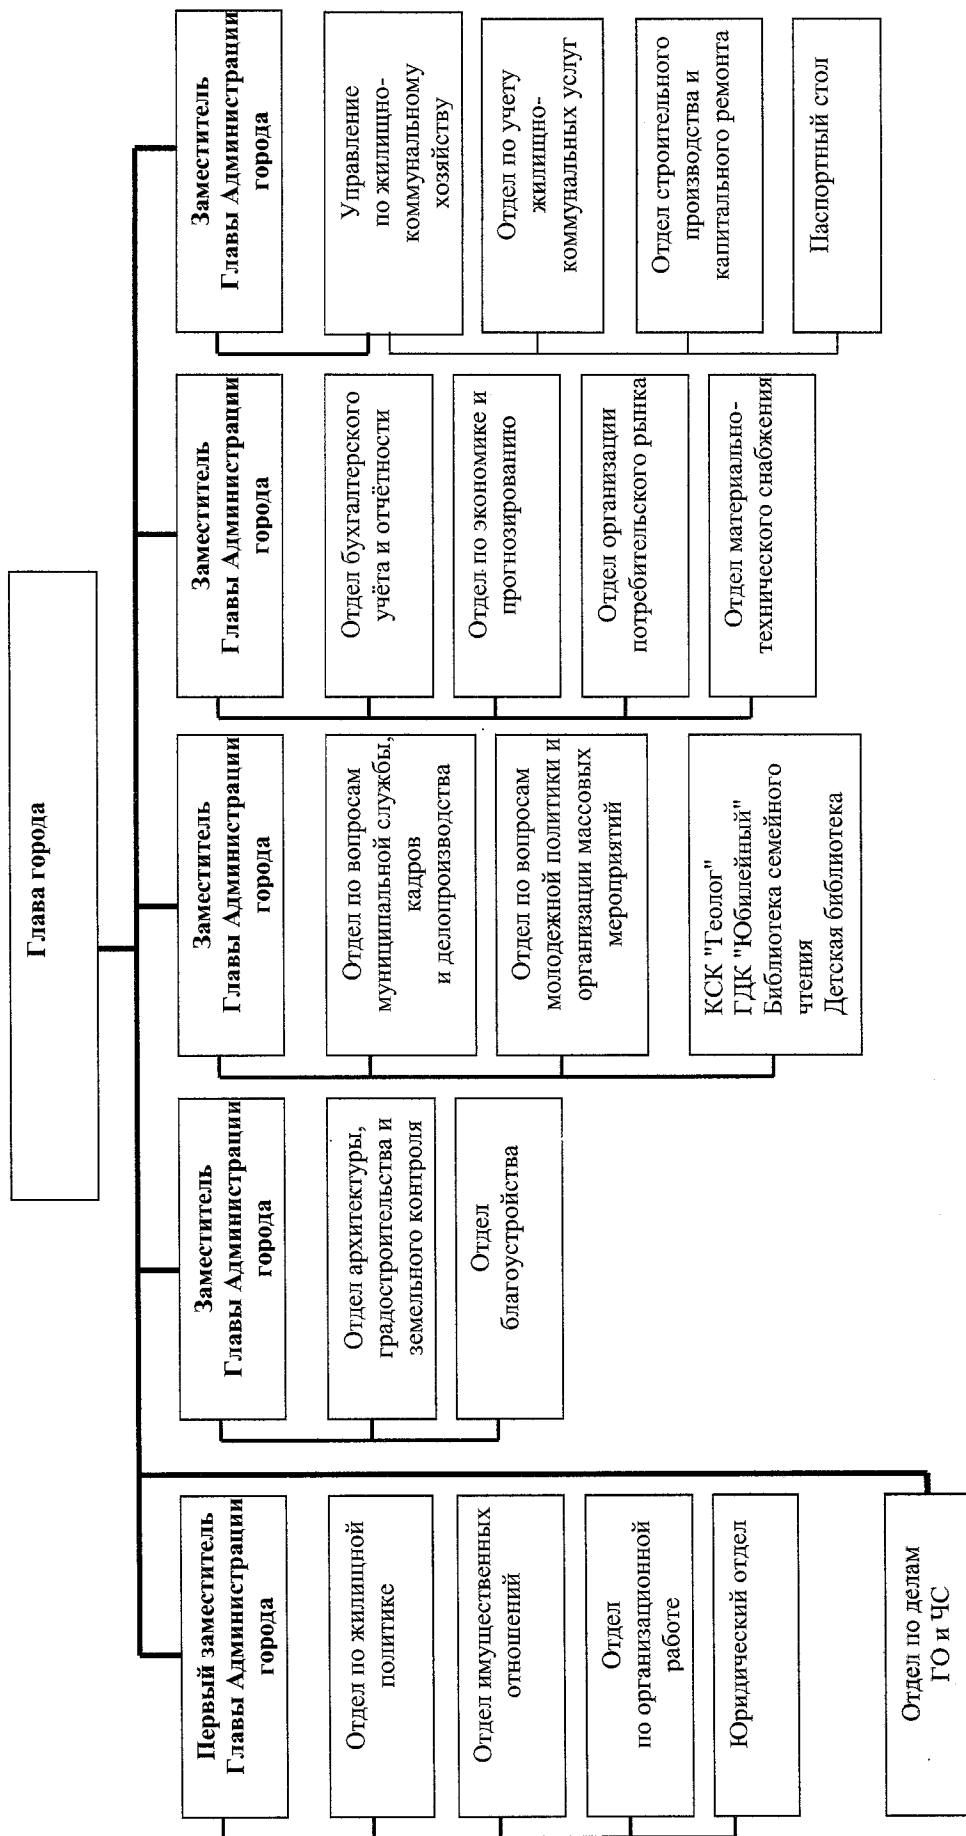 Глава города
Первый заместитель
Главы Администрации
города
Отдел по жилищной
политике
Отдел имущественных
отношений
Отдел
по организационной
работе
Юридический отдел
Отдел по делам
ГО и ЧС
Заместитель
Главы Администрации
города
Отдел архитектуры,
градостроительства и
земельного контроля
Отдел
благоустройства
Заместитель
Главы Администрации
города
Отдел по вопросам
муниципальной службы,
кадров
и делопроизводства
Отдел по вопросам
молодежной политики и
организации массовых
мероприятий
КСК "Геолог"
ГДК "Юбилейный"
Библиотека семейного
чтения
Детская библиотека
Заместитель
Главы Администрации
города
Отдел бухгалтерского
учёта и отчётности
Отдел по экономике и
прогнозированию
Отдел организации
потребительского рынка
Отдел материально-
технического снабжения
Заместитель
Главы Администрации
города
Управление
по жилищно-
коммунальному
хозяйству
Отдел по учету
жилищно-
коммунальных услуг
Отдел строительного
производства и
капитального ремонта
Паспортный стол